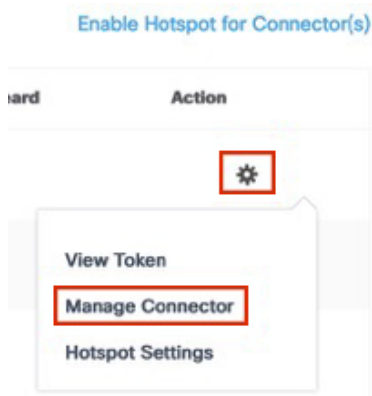 Enable Hotspot for Connector(s)
Action
View Token
Manage Connector
Hotspot Settings